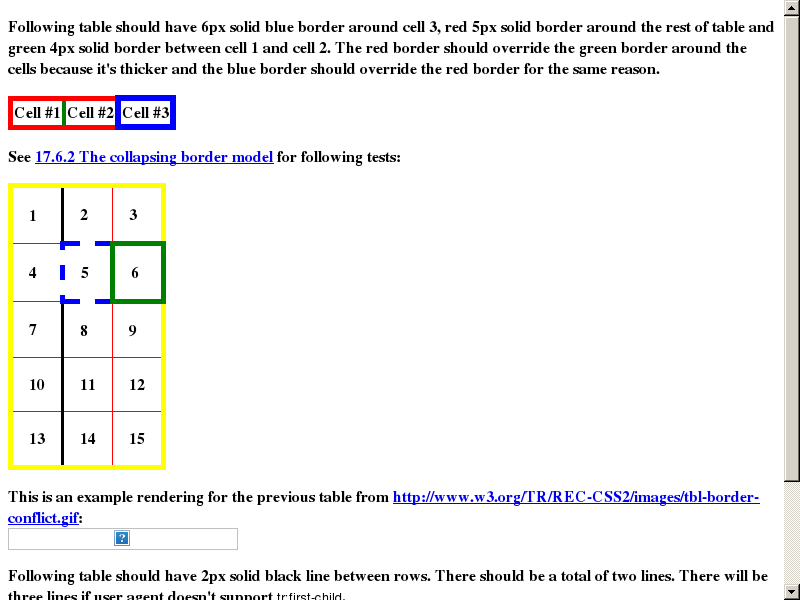 Following table should have 6px solid blue border around cell 3, red 5px solid border around the rest of table and
green 4px solid border between cell 1 and cell 2. The red border should override the green border around the
cells because it's thicker and the blue border should override the red border for the same reason.
Cell #1 Cell #2 Cell #3
See 17.6.2 The collapsing border model for following tests:
1 2 3
4 5 6
7 8 9
10 11 12
13 14 15
This is an example rendering for the previous table from http://www.w3.org/TR/REC-CSS2/images/tbl-border-
conflict.gif:
?
Following table should have 2px solid black line between rows. There should be a total of two lines. There will be
three lines if user agent doesn't support tr:first-child.